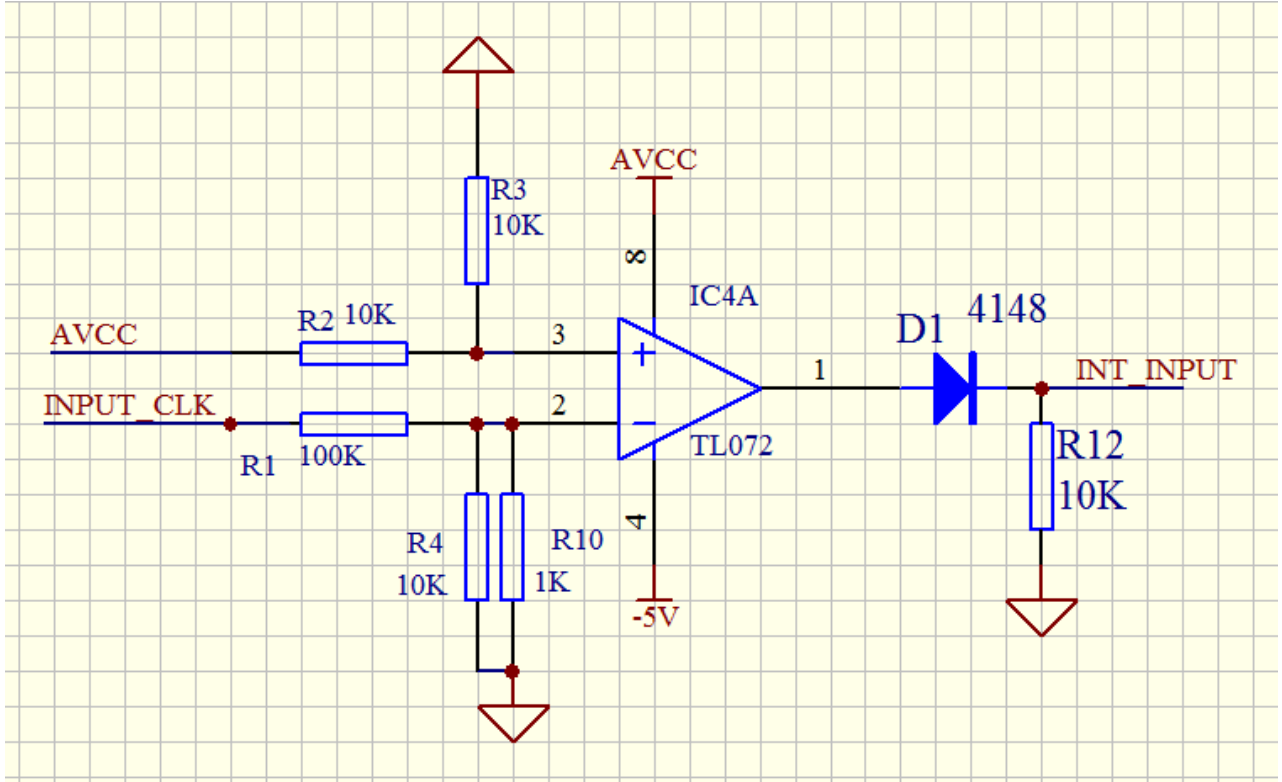 AVCC
R3
10K
8
IC4A
4148
D1
R2 10K
AVCC
3
1
INT_INPUT
INPUT_CLK
2
R1 100K
TL072
R12
10K
4
R4
10K
R10
1K
-5V